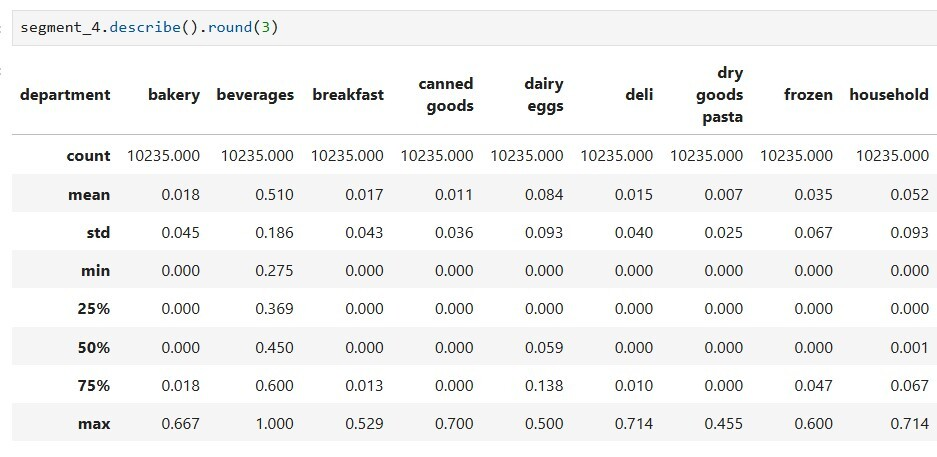 segment_4.describe().round(3)
department bakery beverages breakfast canned goods dairy eggs deli dry goods pasta frozen household
count 10235.000 10235.000 10235.000 10235.000 10235.000 10235.000 10235.000 10235.000 10235.000
mean 0.018 0.510 0.017 0.011 0.084 0.015 0.007 0.035 0.052
std 0.045 0.186 0.043 0.036 0.093 0.040 0.025 0.067 0.093
min 0.000 0.275 0.000 0.000 0.000 0.000 0.000 0.000 0.000
25% 0.000 0.369 0.000 0.000 0.000 0.000 0.000 0.000 0.000
50% 0.000 0.450 0.000 0.000 0.059 0.000 0.000 0.000 0.001
75% 0.018 0.600 0.013 0.000 0.138 0.010 0.000 0.047 0.067
max 0.667 1.000 0.529 0.700 0.500 0.714 0.455 0.600 0.714